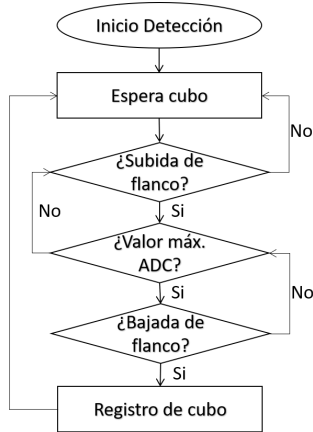 Inicio Detección
Espera cubo
No
¿Subida de
flanco?
Si
No
¿Valor máx.
ADC?
Si
No
¿Bajada de
flanco?
Si
Registro de cubo